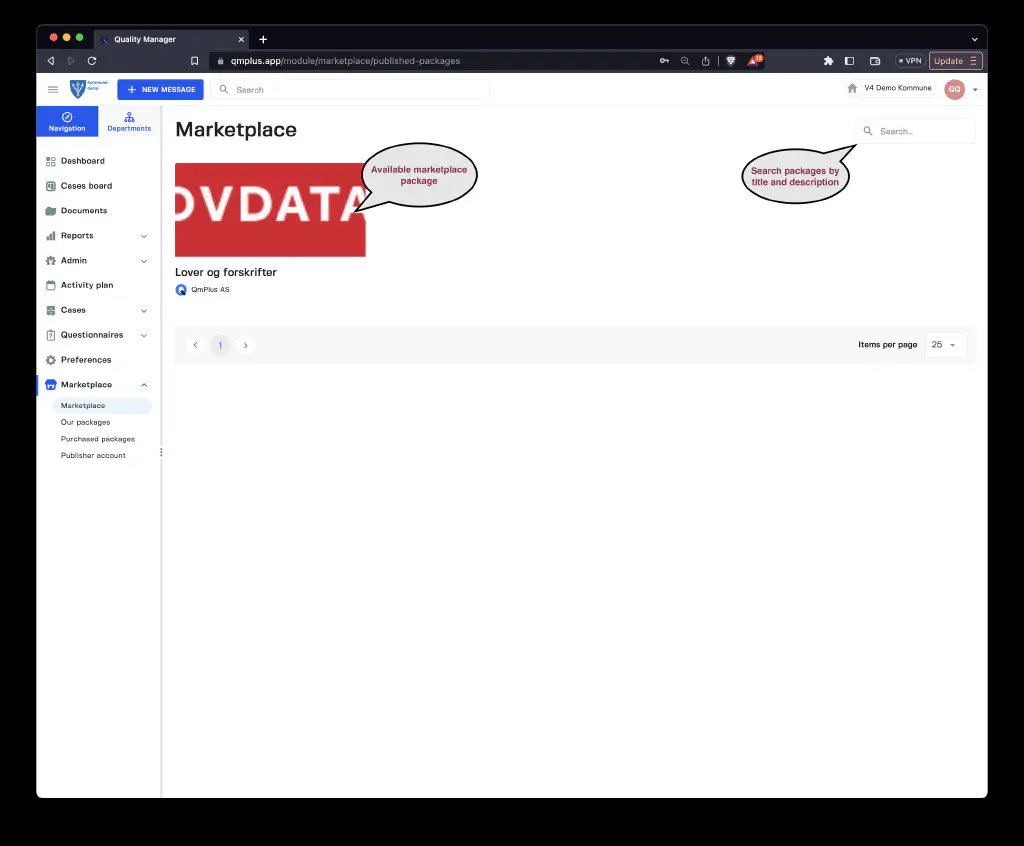 Quality Manager
qmplus.app/module/marketplace/published-packages
13
VPN
Update
Kommune-
demo
NEW MESSAGE
Search
V4 Demo Kommune
QQ
Navigation
Departments
Dashboard
Cases board
Documents
Reports
Admin
Activity plan
Cases
Questionnaires
Preferences
Marketplace
Marketplace
Our packages
Purchased packages
Publisher account
Marketplace
Search...
Available marketplace
package
Search packages by
title and description
OVDATA
Lover og forskrifter
QmPlus AS
1
Items per page
25